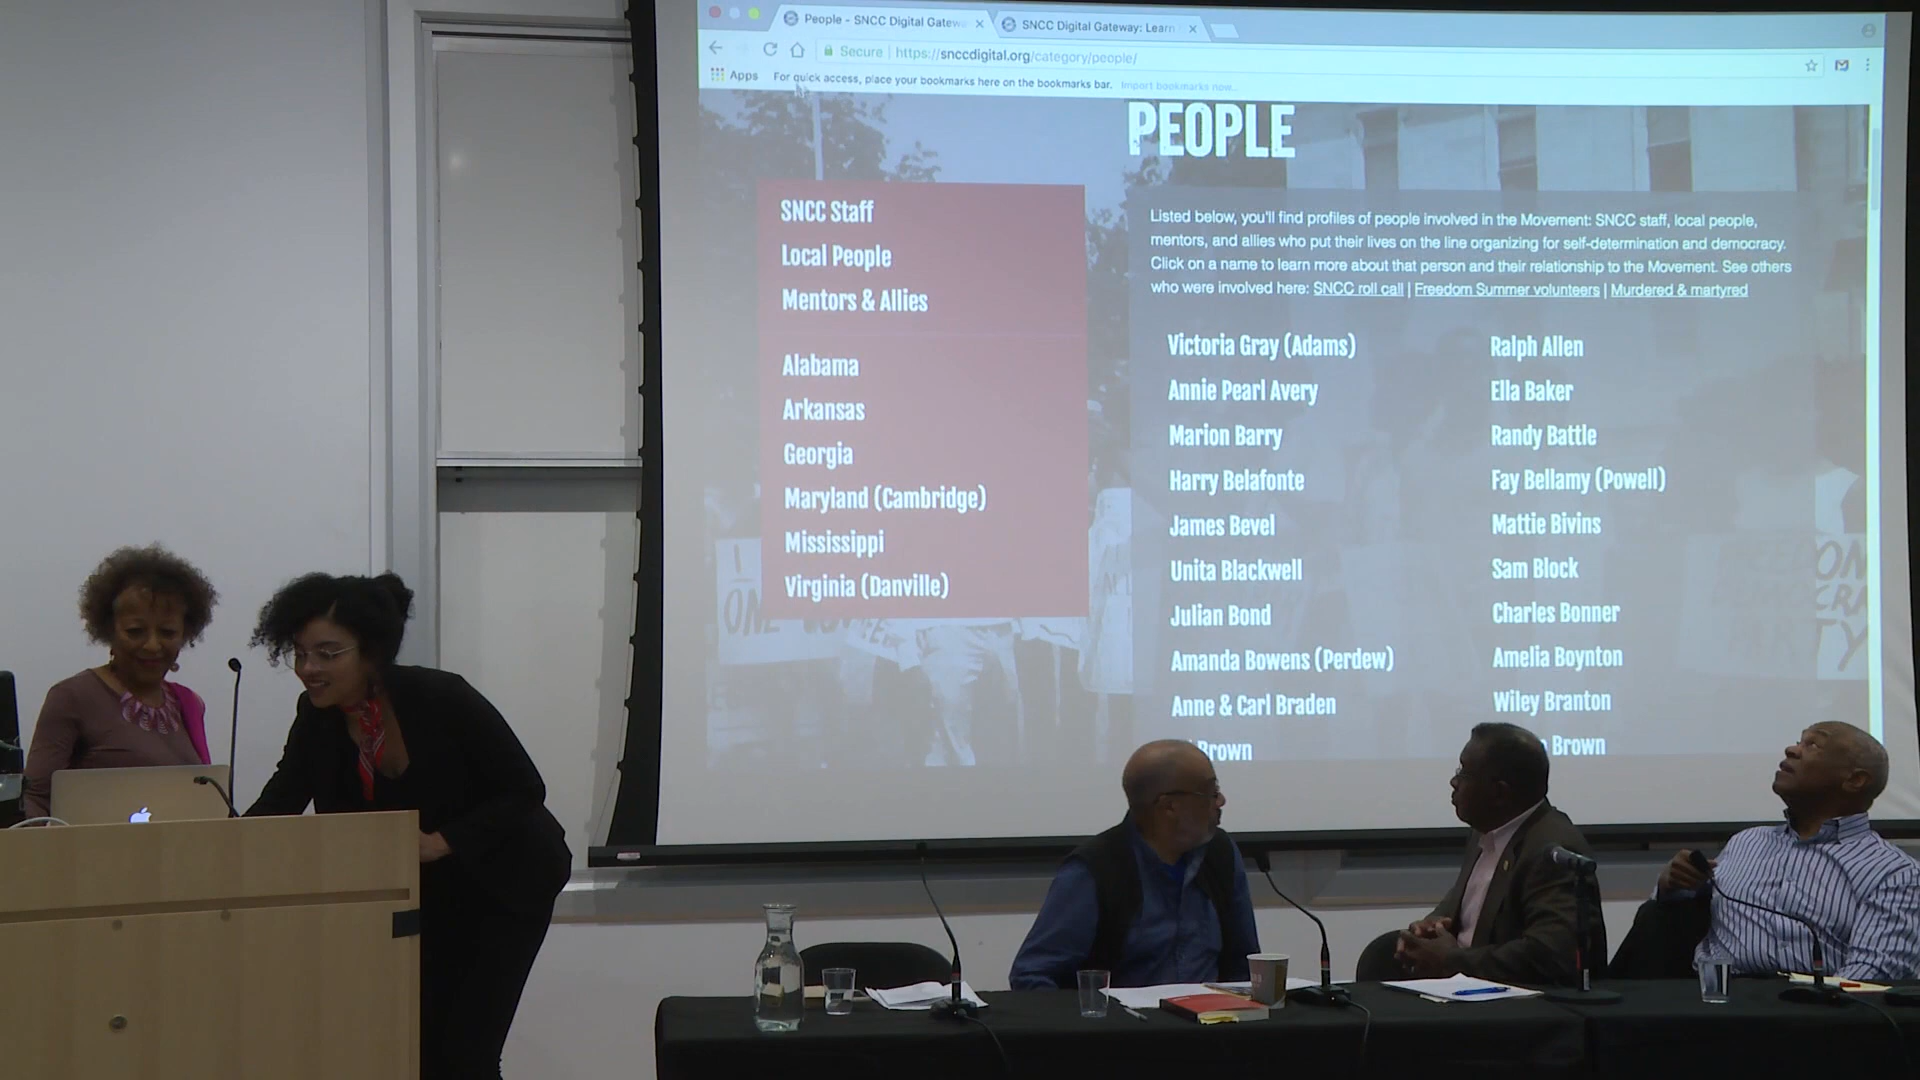 People - SNCC Digital Gatew
SNCC Digital Gateway: Learn
Secure
https://snccdigital.org/category/people/
Apps
For quick access, place your bookmarks here on the bookmarks bar.
Import bookmarks now...
PEOPLE
SNCC Staff
Local People
Mentors & Allies
Alabama
Arkansas
Georgia
Maryland (Cambridge)
Mississippi
Virginia (Danville)
Listed below, you'll find profiles of people involved in the Movement: SNCC staff, local people,
mentors, and allies who put their lives on the line organizing for self-determination and democracy.
Click on a name to learn more about that person and their relationship to the Movement. See others
who were involved here: SNCC roll call | Freedom Summer volunteers | Murdered & martyred
Victoria Gray (Adams)
Annie Pearl Avery
Marion Barry
Harry Belafonte
James Bevel
Unita Blackwell
Julian Bond
Amanda Bowens (Perdew)
Anne & Carl Braden
Brown
Ralph Allen
Ella Baker
Randy Battle
Fay Bellamy (Powell)
Mattie Bivins
Sam Block
Charles Bonner
Amelia Boynton
Wiley Branton
Brown